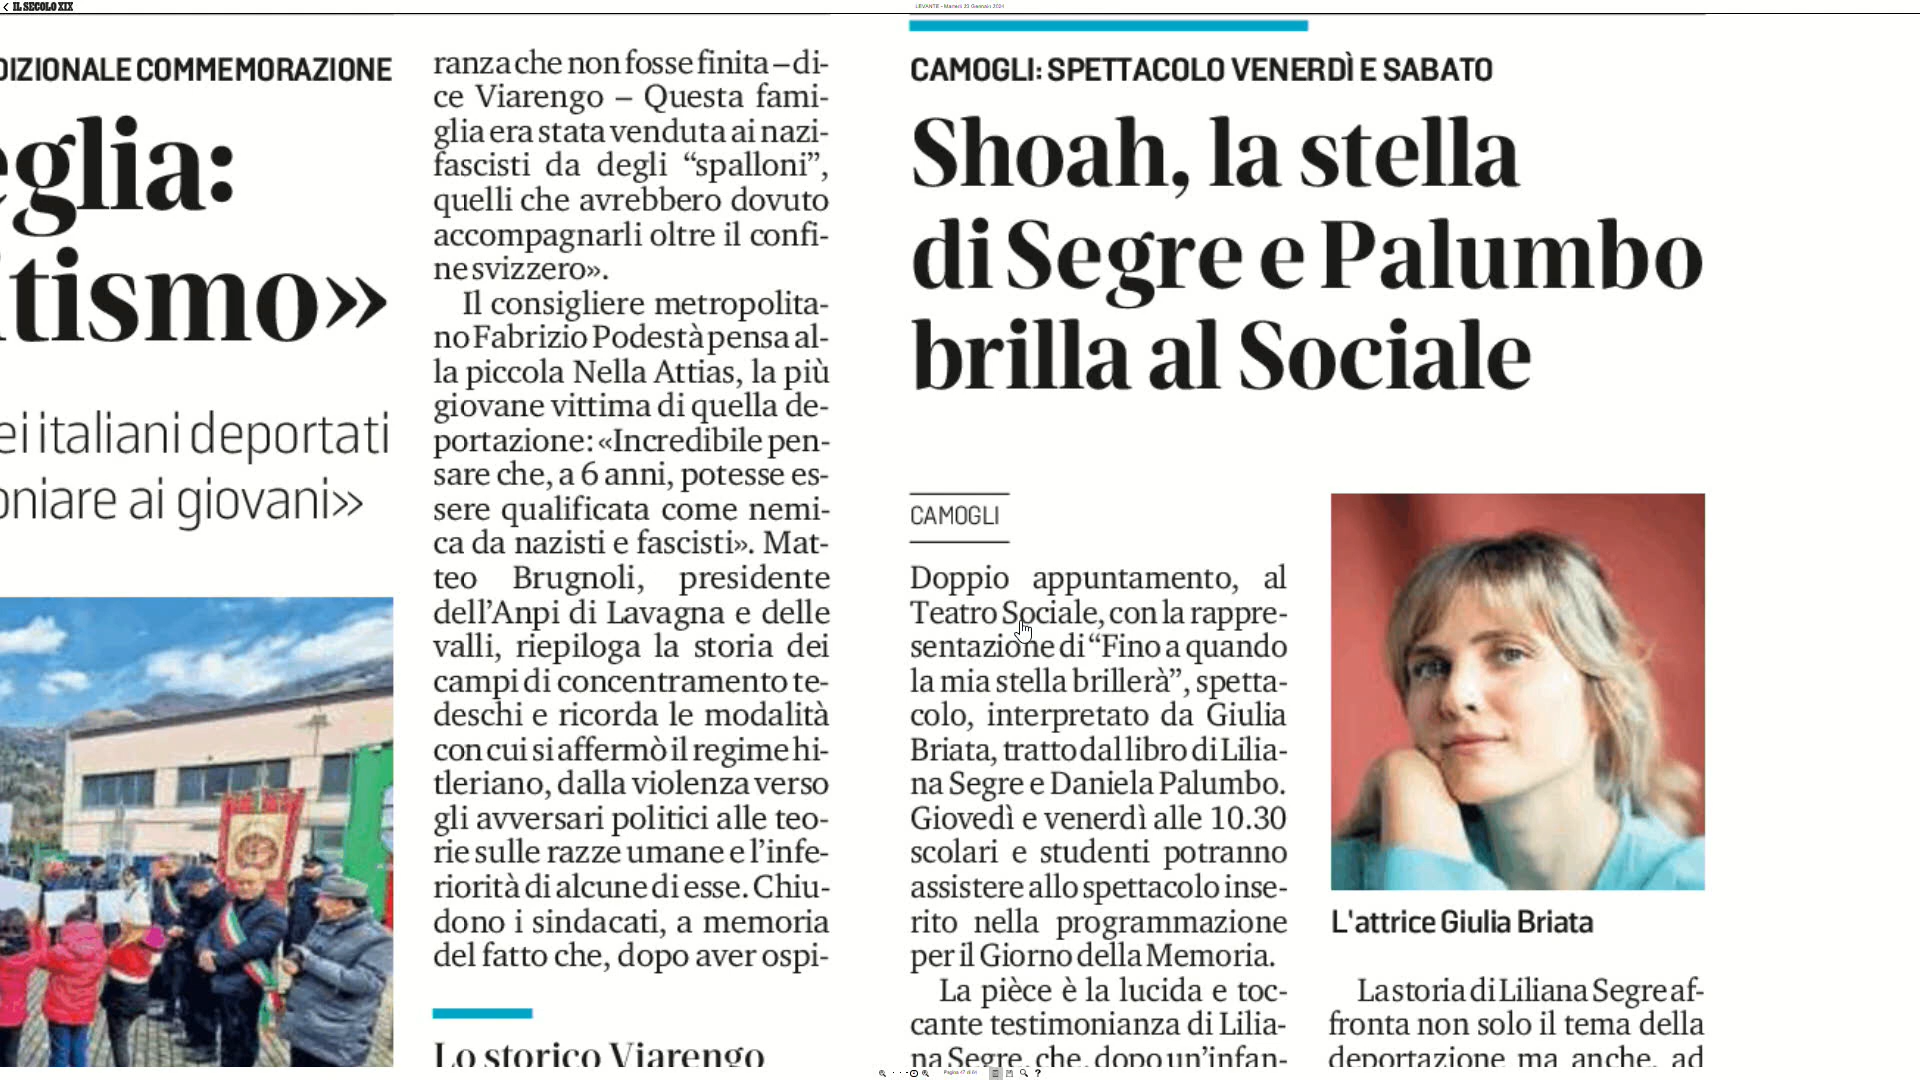 IL SECOLO XIX
LEVANTE - Martedì 23 Gennaio 2024
DIZIONALE COMMEMORAZIONE
eglia:
itismo»
ei italiani deportati
oniare ai giovani»
ranza che non fosse finita – di-
ce Viarengo – Questa fami-
glia era stata venduta ai nazi-
fascisti da degli “spalloni”,
quelli che avrebbero dovuto
accompagnarli oltre il confi-
ne svizzero».
Il consigliere metropolita-
no Fabrizio Podestà pensa al-
la piccola Nella Attias, la più
giovane vittima di quella de-
portazione: «Incredibile pen-
sare che, a 6 anni, potesse es-
sere qualificata come nemi-
ca da nazisti e fascisti». Mat-
teo Brugnoli, presidente
dell’Anpi di Lavagna e delle
valli, riepiloga la storia dei
campi di concentramento te-
deschi e ricorda le modalità
con cui si affermò il regime hi-
tleriano, dalla violenza verso
gli avversari politici alle teo-
rie sulle razze umane e l’infe-
riorità di alcune di esse. Chiu-
dono i sindacati, a memoria
del fatto che, dopo aver ospi-
Lo storico Viarengo
CAMOGLI: SPETTACOLO VENERDÌ E SABATO
Shoah, la stella
di Segre e Palumbo
brilla al Sociale
CAMOGLI
Doppio appuntamento, al
Teatro Sociale, con la rappre-
sentazione di “Fino a quando
la mia stella brillerà”, spetta-
colo, interpretato da Giulia
Briata, tratto dal libro di Lilia-
na Segre e Daniela Palumbo.
Giovedì e venerdì alle 10.30
scolari e studenti potranno
assistere allo spettacolo inse-
rito nella programmazione
per il Giorno della Memoria.
La pièce è la lucida e toc-
cante testimonianza di Lilia-
na Segre, che, dopo un’infan-
L'attrice Giulia Briata
La storia di Liliana Segre af-
fronta non solo il tema della
deportazione ma anche, ad
Pagina 47 di 64